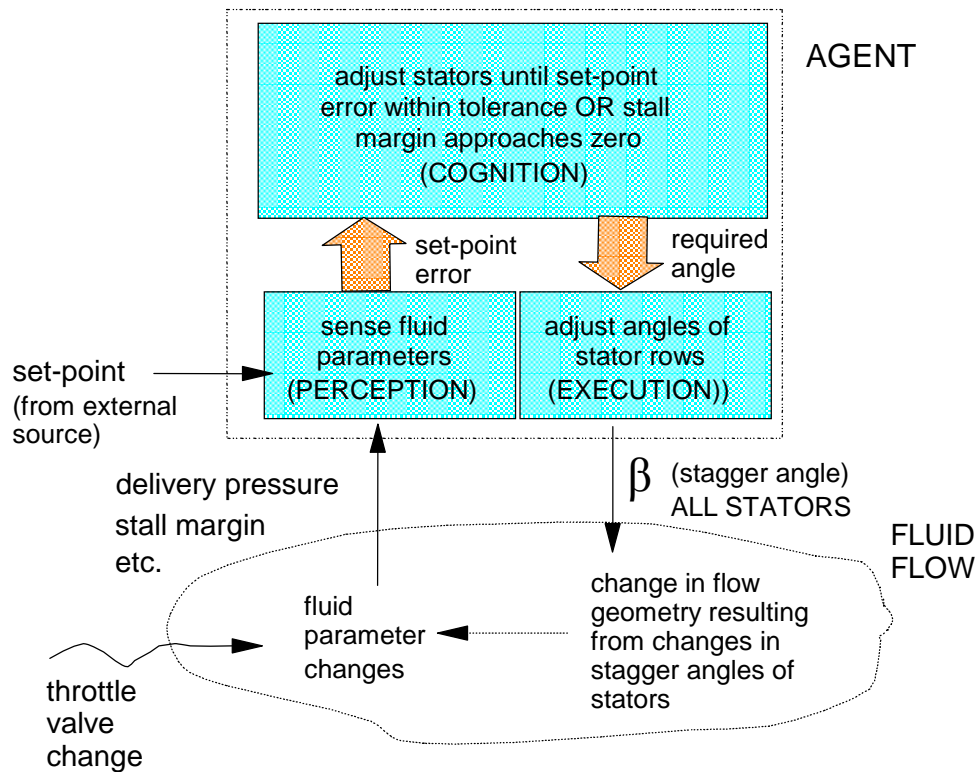 AGENT
adjust stators until set-point
error within tolerance OR stall
margin approaches zero
(COGNITION)
set-point
error
required
angle
sense fluid
parameters
(PERCEPTION)
adjust angles of
stator rows
(EXECUTION))
set-point
(from external
source)
delivery pressure
stall margin
etc.
β (stagger angle)
ALL STATORS
FLUID
FLOW
fluid
parameter
changes
change in flow
geometry resulting
from changes in
stagger angles of
stators
throttle
valve
change